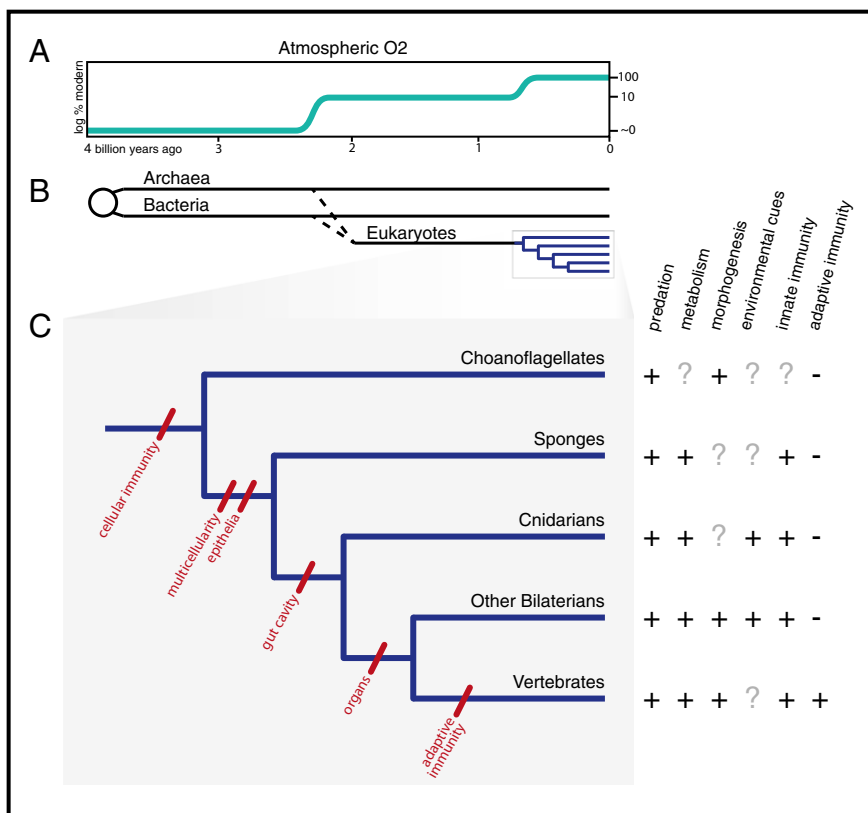 A
Atmospheric O2
log % modern
100
10
~0
4 billion years ago
3
2
1
0
B
Archaea
Bacteria
Eukaryotes
predation
metabolism
morphogenesis
environmental cues
innate immunity
adaptive immunity
C
Choanoflagellates
+ ? + ? ? -
cellular immunity
Sponges
+ + ? ? + -
multicellularity
epithelia
Cnidarians
+ + ? + + -
gut cavity
Other Bilaterians
+ + + + + -
organs
Vertebrates
+ + + ? + +
adaptive
immunity